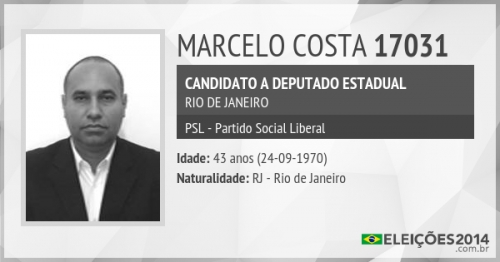 MARCELO COSTA 17031
CANDIDATO A DEPUTADO ESTADUAL
RIO DE JANEIRO
PSL - Partido Social Liberal
Idade: 43 anos (24-09-1970)
Naturalidade: RJ - Rio de Janeiro
ELEIÇÕES2014
.com.br